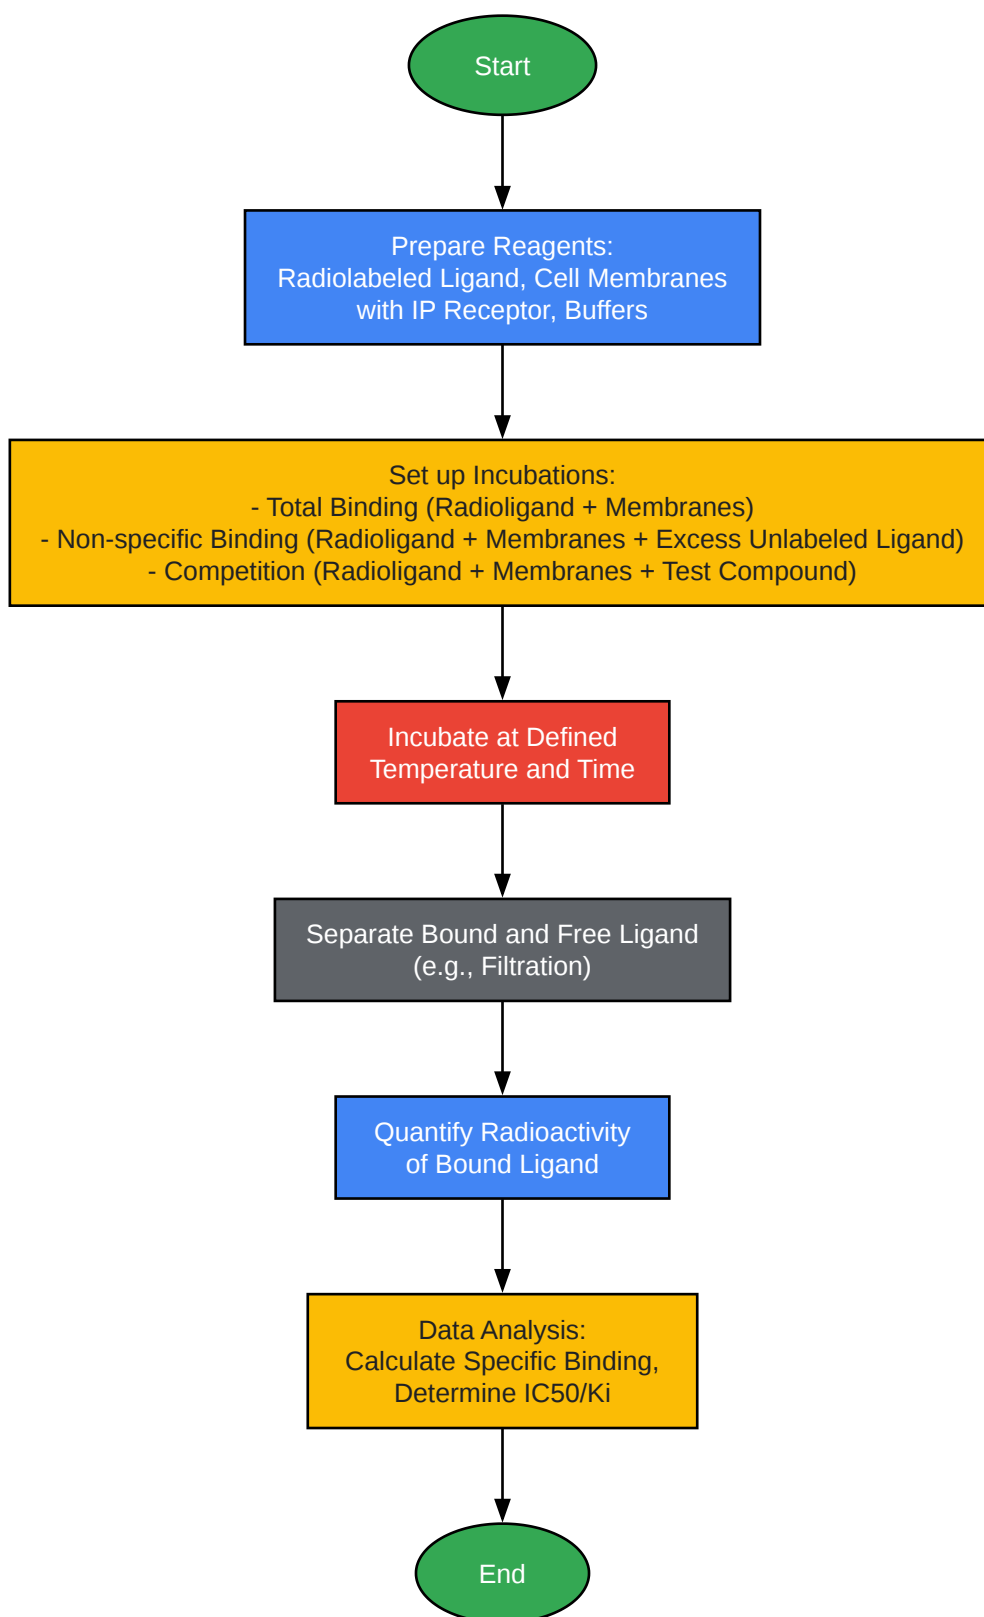 Start
Prepare Reagents:
Radiolabeled Ligand, Cell Membranes
with IP Receptor, Buffers
Set up Incubations:
- Total Binding (Radioligand + Membranes)
- Non-specific Binding (Radioligand + Membranes + Excess Unlabeled Ligand)
- Competition (Radioligand + Membranes + Test Compound)
Incubate at Defined
Temperature and Time
Separate Bound and Free Ligand
(e.g., Filtration)
Quantify Radioactivity
of Bound Ligand
Data Analysis:
Calculate Specific Binding,
Determine IC50/Ki
End